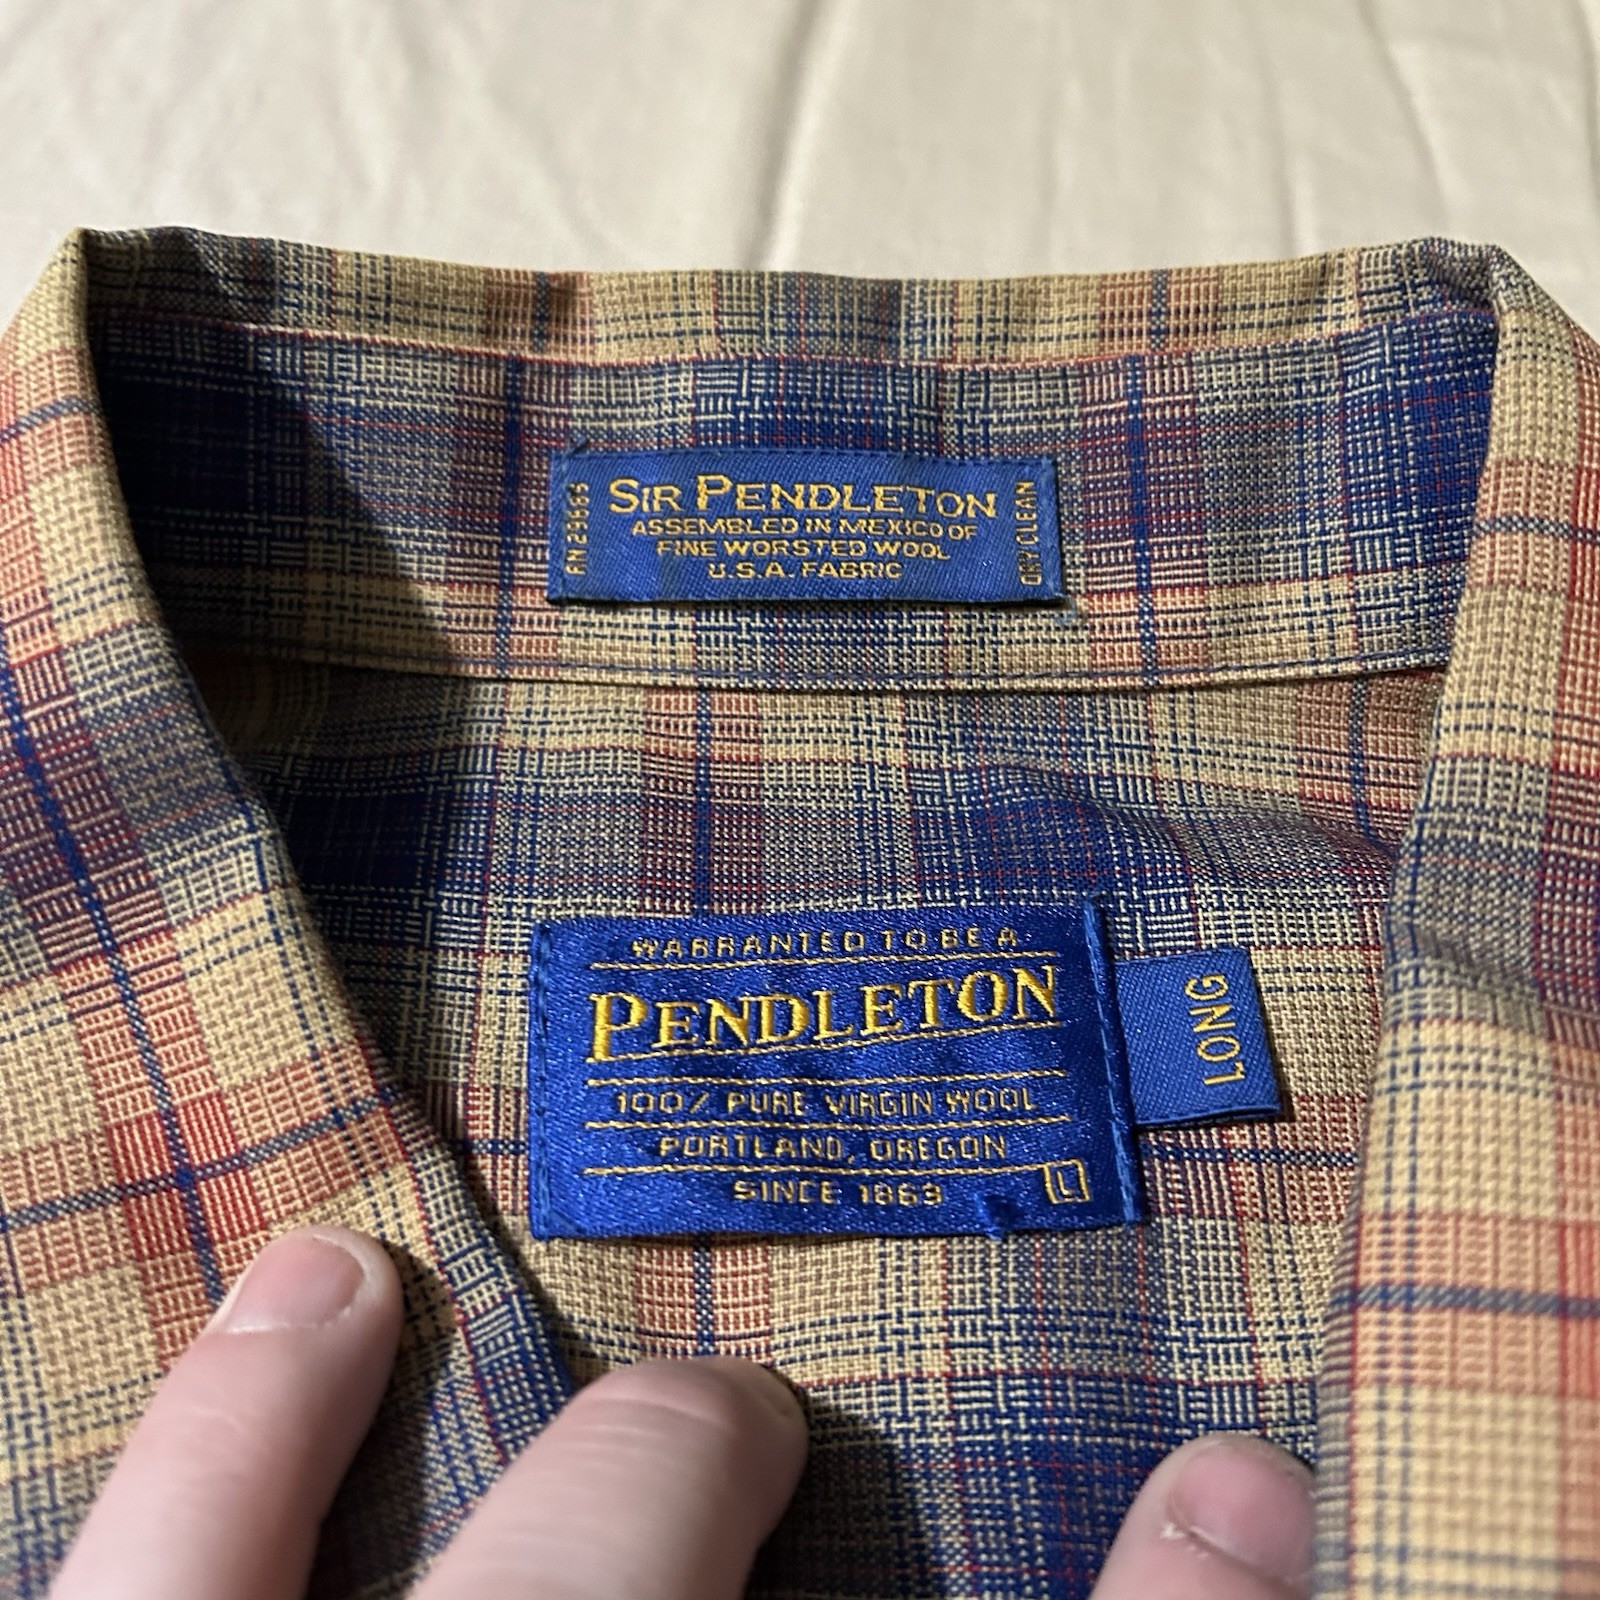 RN 29685
SIR PENDLETON
ASSEMBLED IN MEXICO OF
FINE WORSTED WOOL
U.S.A. FABRIC
DRY CLEAN
WARRANTED TO BE A
PENDLETON
100% PURE VIRGIN WOOL
PORTLAND, OREGON
SINCE 1863
L
LONG